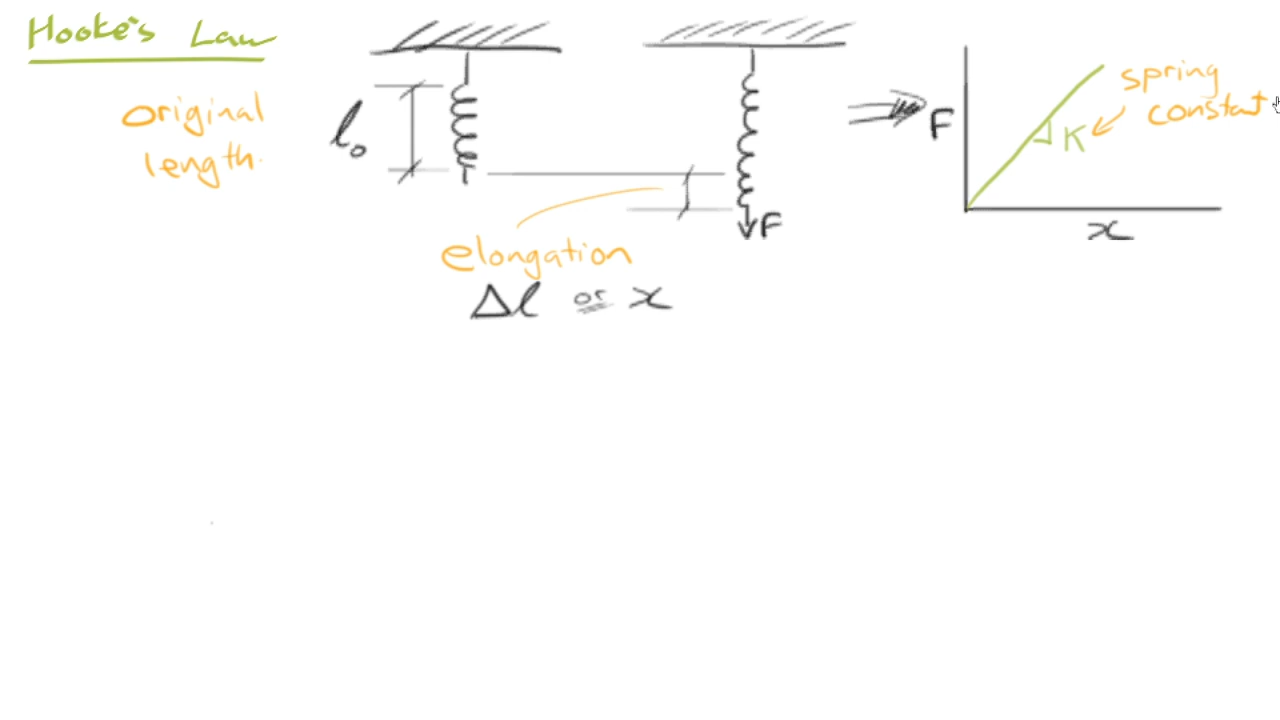 Hooke's Law
original
length.
l₀
elongation
Δl or x
F
F
K
x
spring
constant